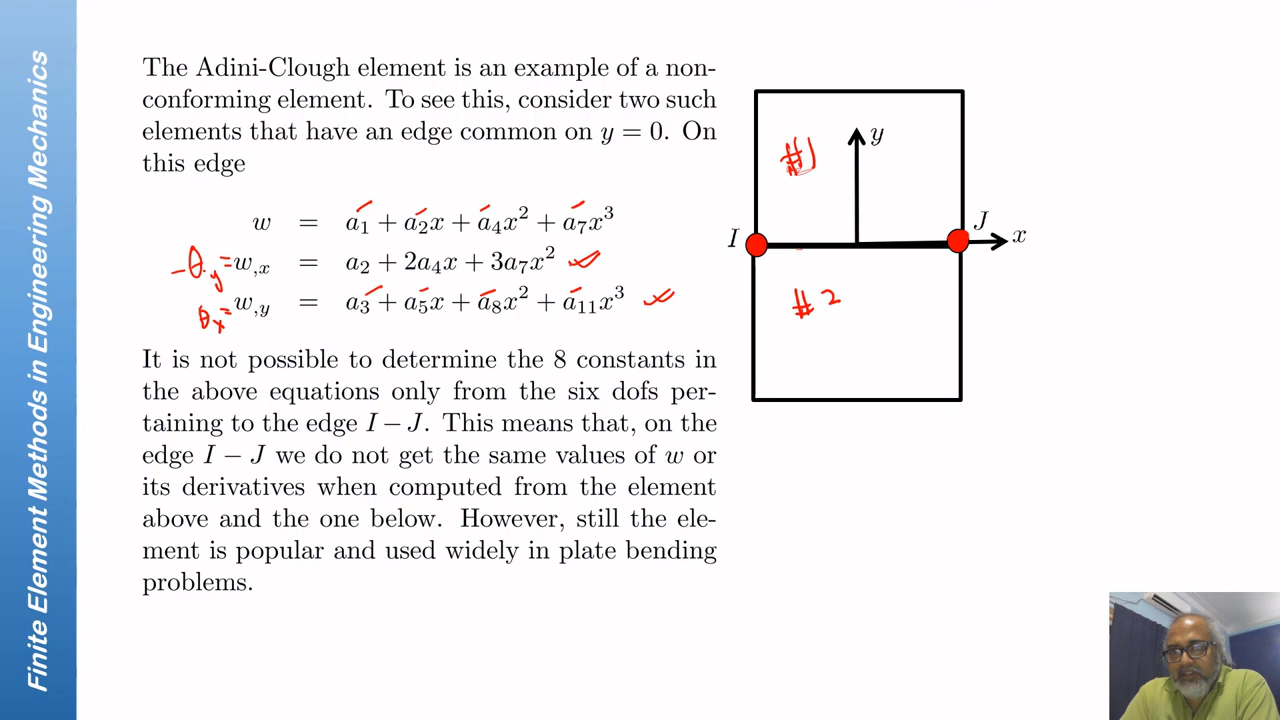 Finite Element Methods in Engineering Mechanics
The Adini-Clough element is an example of a non-
conforming element. To see this, consider two such
elements that have an edge common on y = 0. On
this edge
w = a₁ + a₂x + a₄x² + a₇x³
-θy = w,x = a₂ + 2a₄x + 3a₇x²
θx = w,y = a₃ + a₅x + a₈x² + a₁₁x³
It is not possible to determine the 8 constants in
the above equations only from the six dofs per-
taining to the edge I − J. This means that, on the
edge I − J we do not get the same values of w or
its derivatives when computed from the element
above and the one below. However, still the ele-
ment is popular and used widely in plate bending
problems.
#1
y
I
J
x
#2